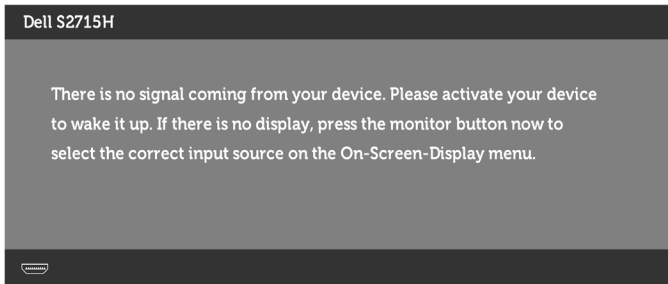 Dell S2715H
There is no signal coming from your device. Please activate your device
to wake it up. If there is no display, press the monitor button now to
select the correct input source on the On-Screen-Display menu.